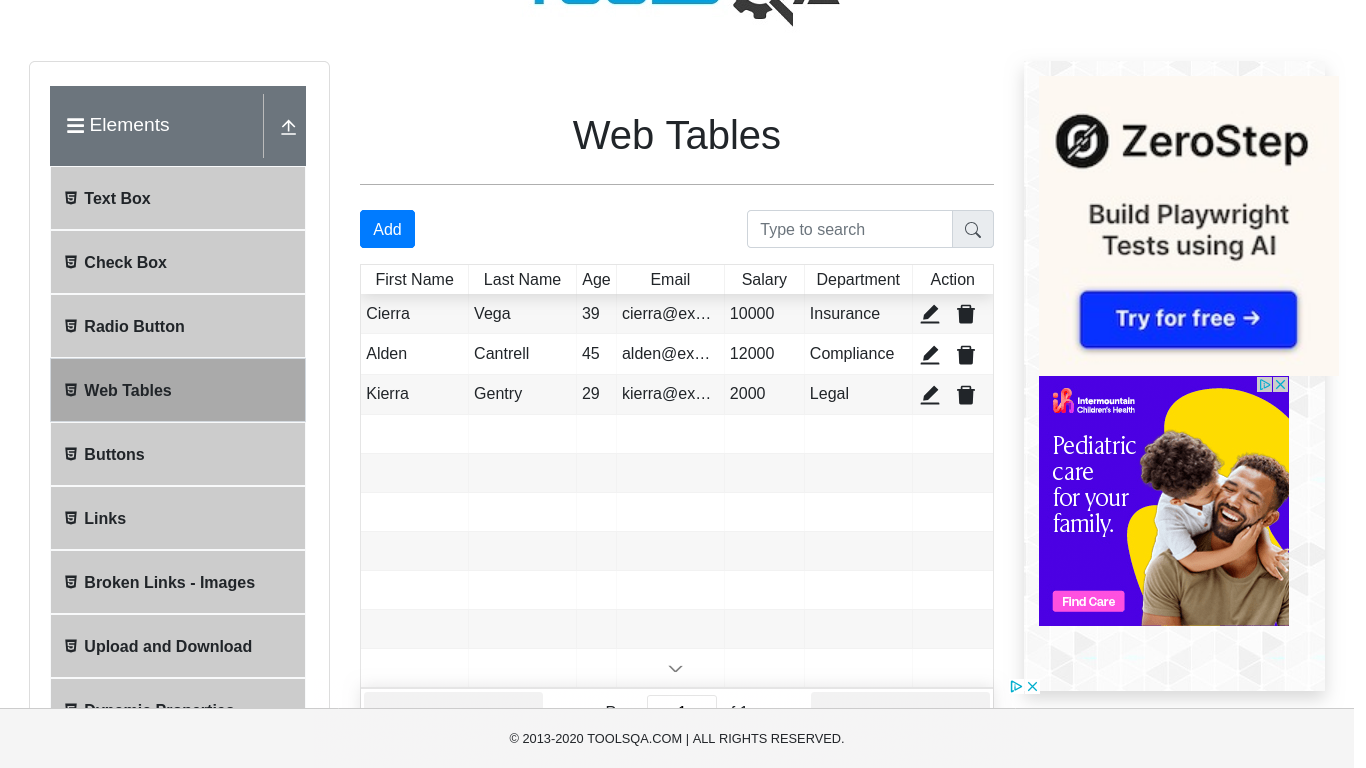 Elements
Text Box
Check Box
Radio Button
Web Tables
Buttons
Links
Broken Links - Images
Upload and Download
Web Tables
Add
Type to search
First Name Last Name Age Email Salary Department Action
Cierra Vega 39 cierra@ex… 10000 Insurance
Alden Cantrell 45 alden@ex… 12000 Compliance
Kierra Gentry 29 kierra@ex… 2000 Legal
ZeroStep
Build Playwright
Tests using AI
Try for free →
Intermountain
Children's Health
Pediatric
care
for your
family.
Find Care
© 2013-2020 TOOLSQA.COM | ALL RIGHTS RESERVED.